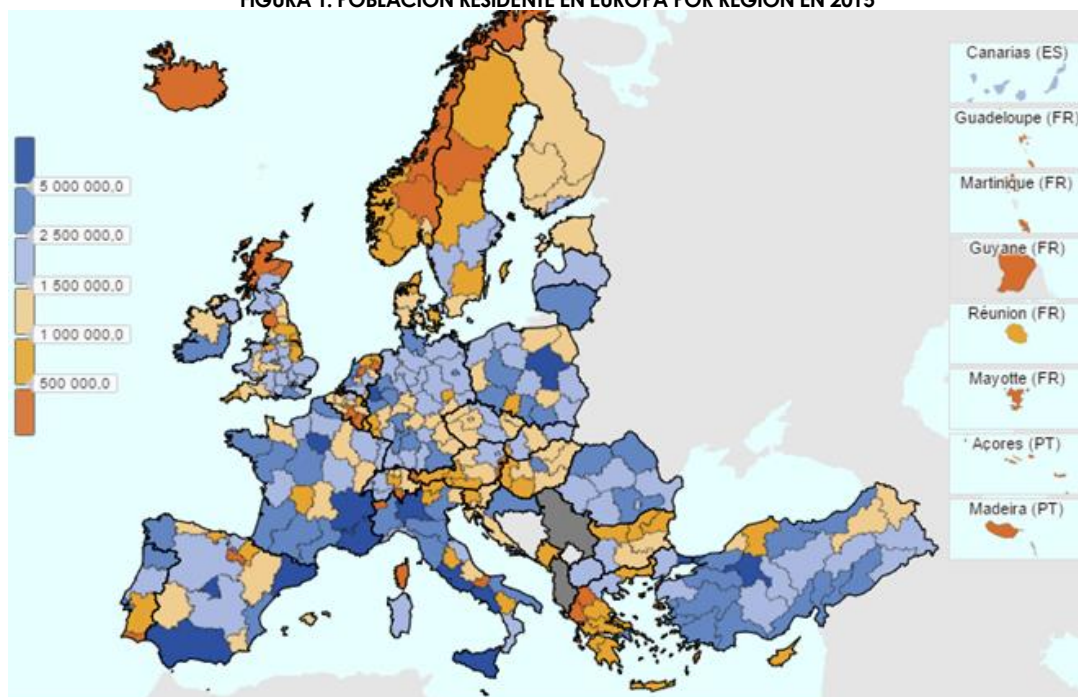 FIGURA 1. POBLACIÓN RESIDENTE EN EUROPA POR REGIÓN EN 2015
5 000 000,0
2 500 000,0
1 500 000,0
1 000 000,0
500 000,0
Canarias (ES)
Guadeloupe (FR)
Martinique (FR)
Guyane (FR)
Réunion (FR)
Mayotte (FR)
Açores (PT)
Madeira (PT)